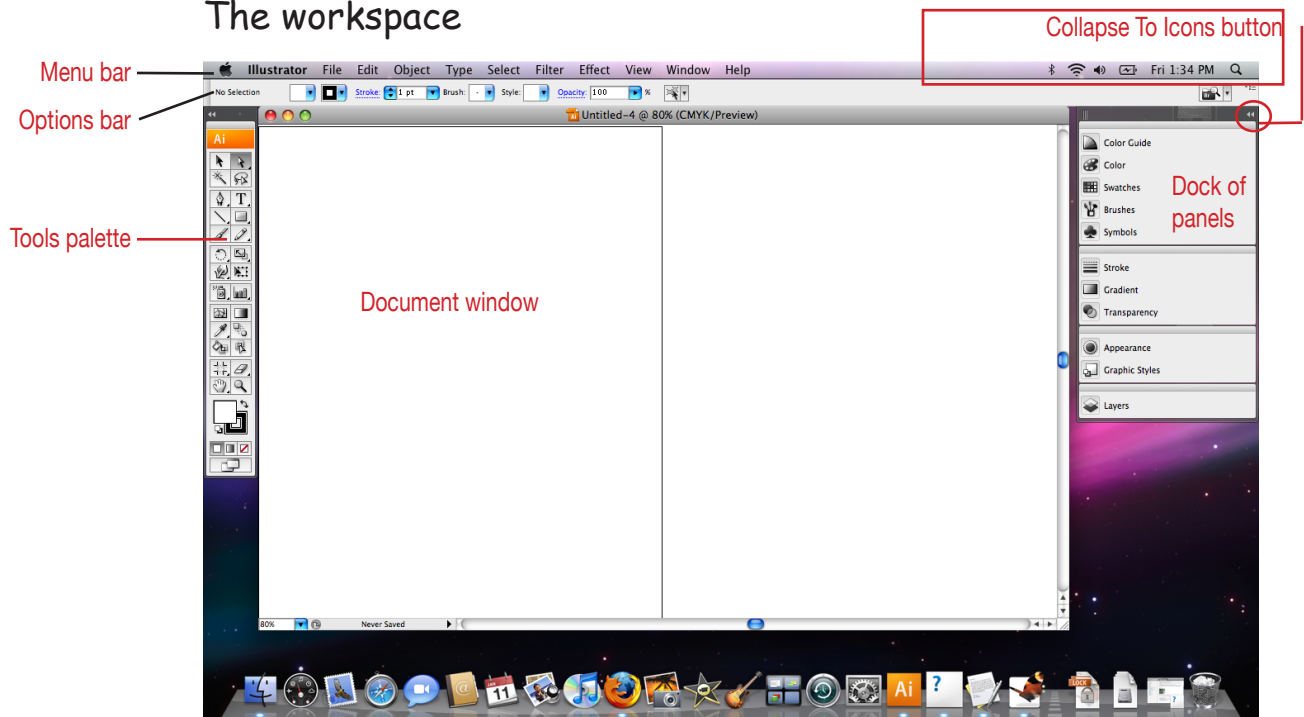 The workspace
Collapse To Icons button
Menu bar
Illustrator File Edit Object Type Select Filter Effect View Window Help
Fri 1:34 PM
Options bar
No Selection
Stroke: 1 pt
Brush:
Style:
Opacity: 100 %
Untitled-4 @ 80% (CMYK/Preview)
Ai
T
Tools palette
Document window
Color Guide
Color
Swatches
Brushes
Symbols
Dock of
panels
Stroke
Gradient
Transparency
Appearance
Graphic Styles
Layers
80%
Never Saved
11
Ai
?
LOCK
?